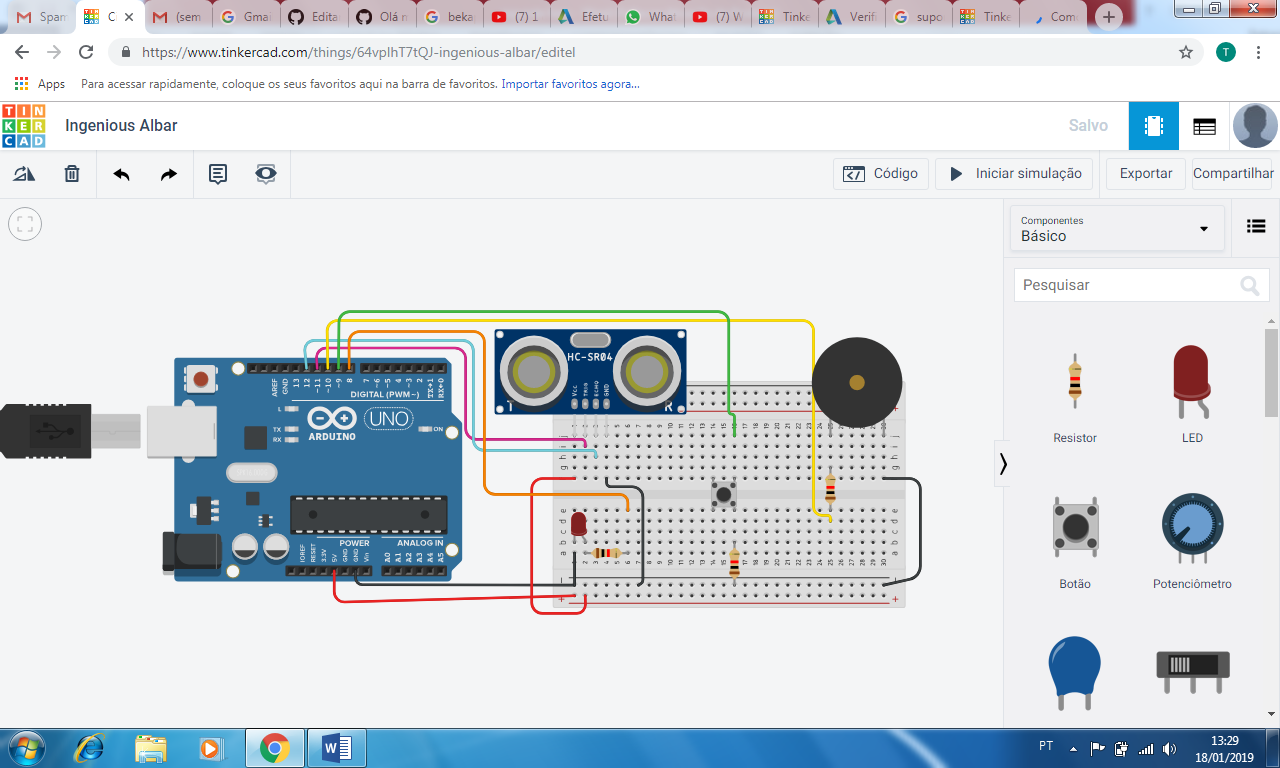 Spam
C
(sem
Gma
Edita
Olá r
beka
(7) 1
Efetu
What
(7) W
Tinke
Verifi
supo
Tinke
Com
https://www.tinkercad.com/things/64vplhT7tQJ-ingenious-albar/editel
T
Apps
Para acessar rapidamente, coloque os seus favoritos aqui na barra de favoritos. Importar favoritos agora...
TIN
KER
CAD
Ingenious Albar
Salvo
Código
Iniciar simulação
Exportar
Compartilhar
Componentes
Básico
Pesquisar
Resistor
LED
Botão
Potenciômetro
HC-SR04
Vcc
TRIG
ECHO
GND
T
R
AREF
GND
13
12
~11
~10
~9
8
7
~6
~5
4
~3
2
TX→1
RX←0
DIGITAL (PWM~)
L
TX
RX
UNO
ARDUINO
ON
POWER
ANALOG IN
IOREF
RESET
3.3V
5V
GND
GND
Vin
A0
A1
A2
A3
A4
A5
PT
13:29
18/01/2019